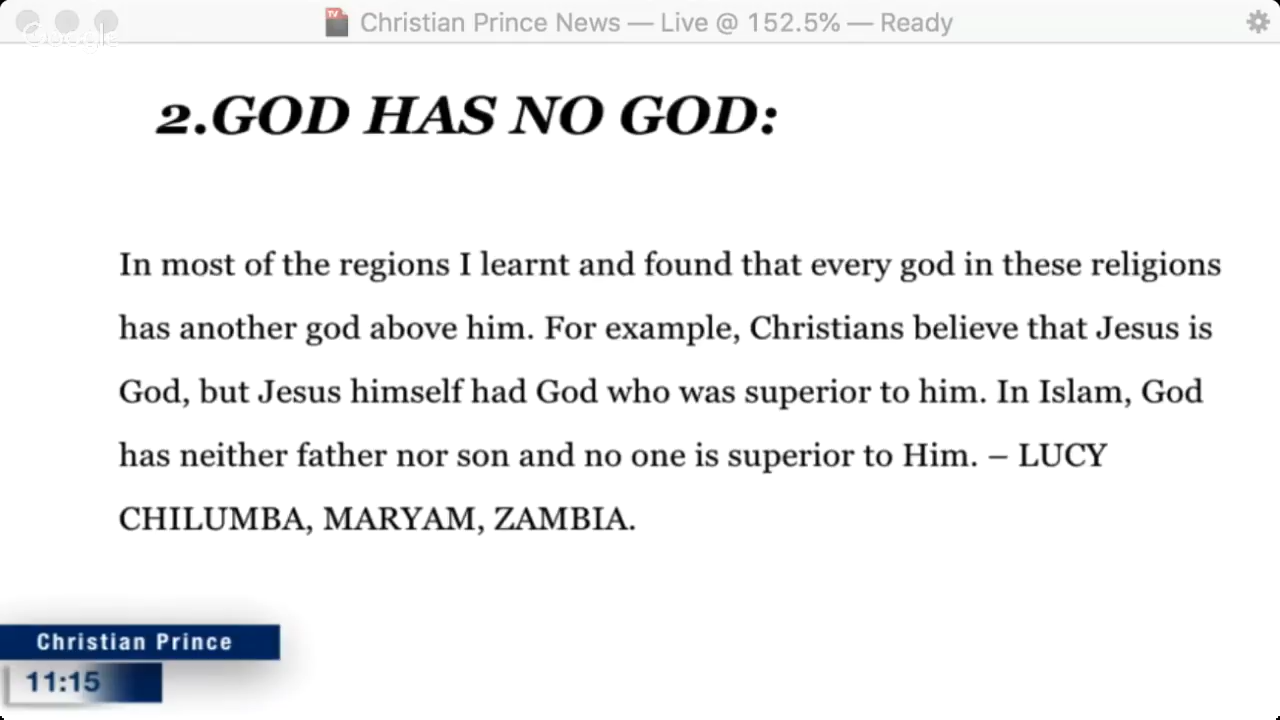 Christian Prince News — Live @ 152.5% — Ready
Google
2.GOD HAS NO GOD:
In most of the regions I learnt and found that every god in these religions
has another god above him. For example, Christians believe that Jesus is
God, but Jesus himself had God who was superior to him. In Islam, God
has neither father nor son and no one is superior to Him. – LUCY
CHILUMBA, MARYAM, ZAMBIA.
Christian Prince
11:15